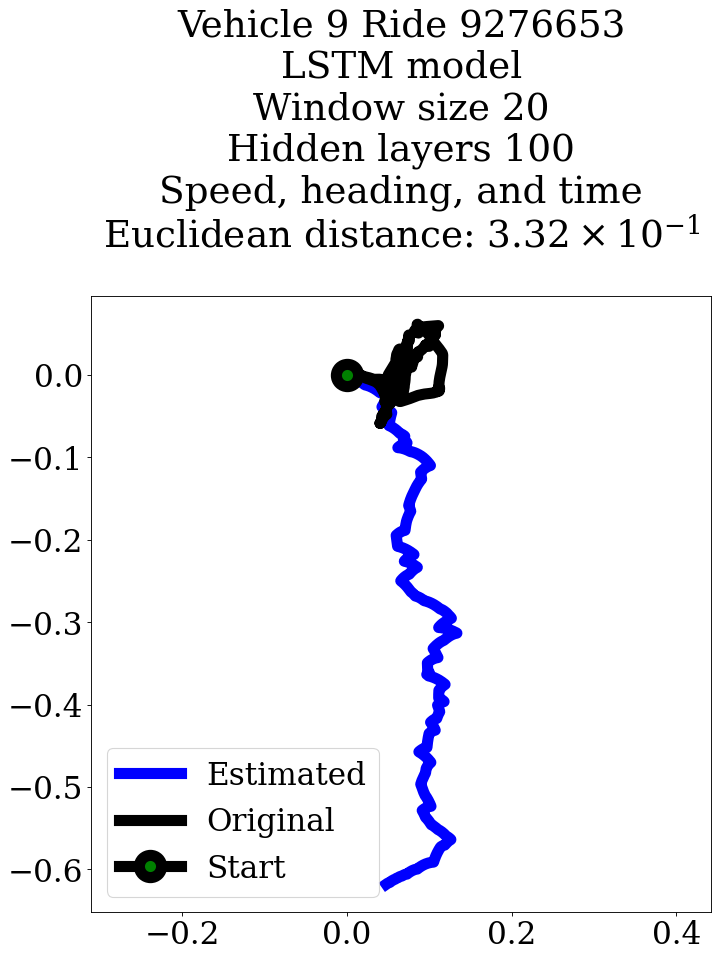 Vehicle 9 Ride 9276653
LSTM model
Window size 20
Hidden layers 100
Speed, heading, and time
Euclidean distance: 3.32 × 10⁻¹
0.0
−0.1
−0.2
−0.3
−0.4
−0.5
−0.6
Estimated
Original
Start
−0.2 0.0 0.2 0.4